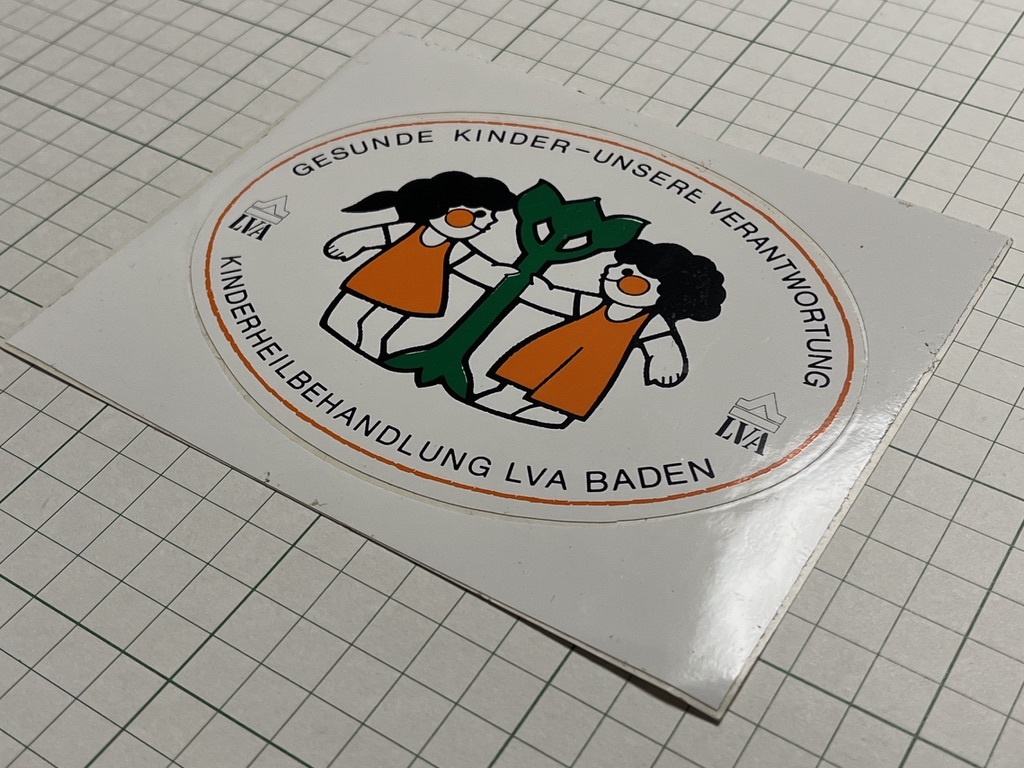 GESUNDE KINDER-UNSERE VERANTWORTUNG
LVA
LVA
KINDERHEILBEHANDLUNG LVA BADEN